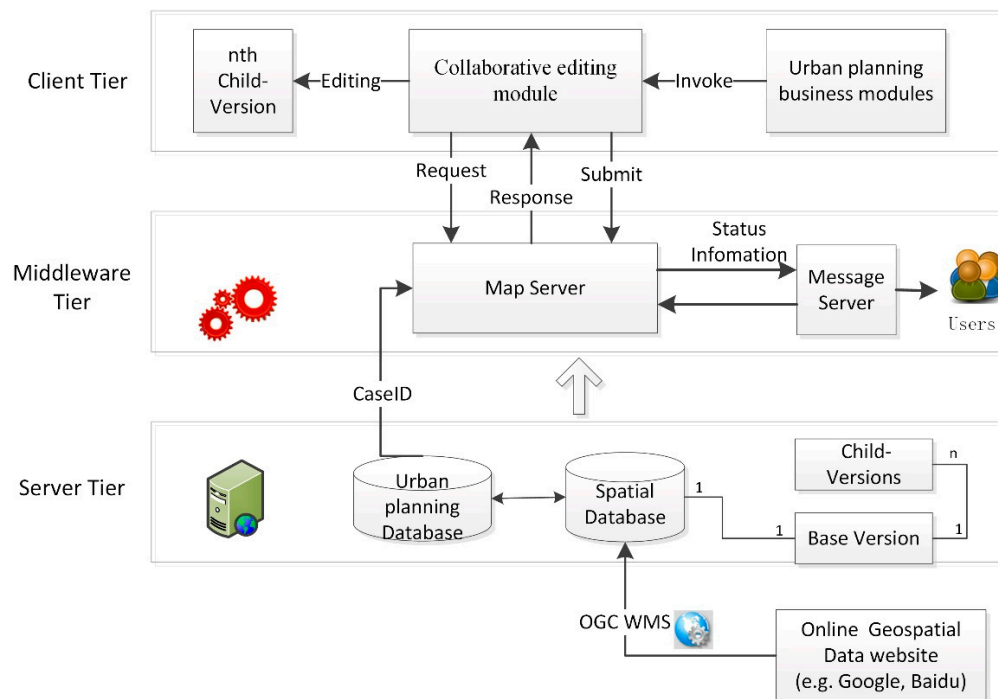 Client Tier
nth
Child-
Version
Editing
Collaborative editing
module
Invoke
Urban planning
business modules
Request
Response
Submit
Middleware
Tier
Map Server
Status
Infomation
Message
Server
Users
CaseID
Server Tier
Urban
planning
Database
Spatial
Database
1
1
Child-
Versions
n
Base Version
1
OGC WMS
Online  Geospatial
Data website
(e.g. Google, Baidu)